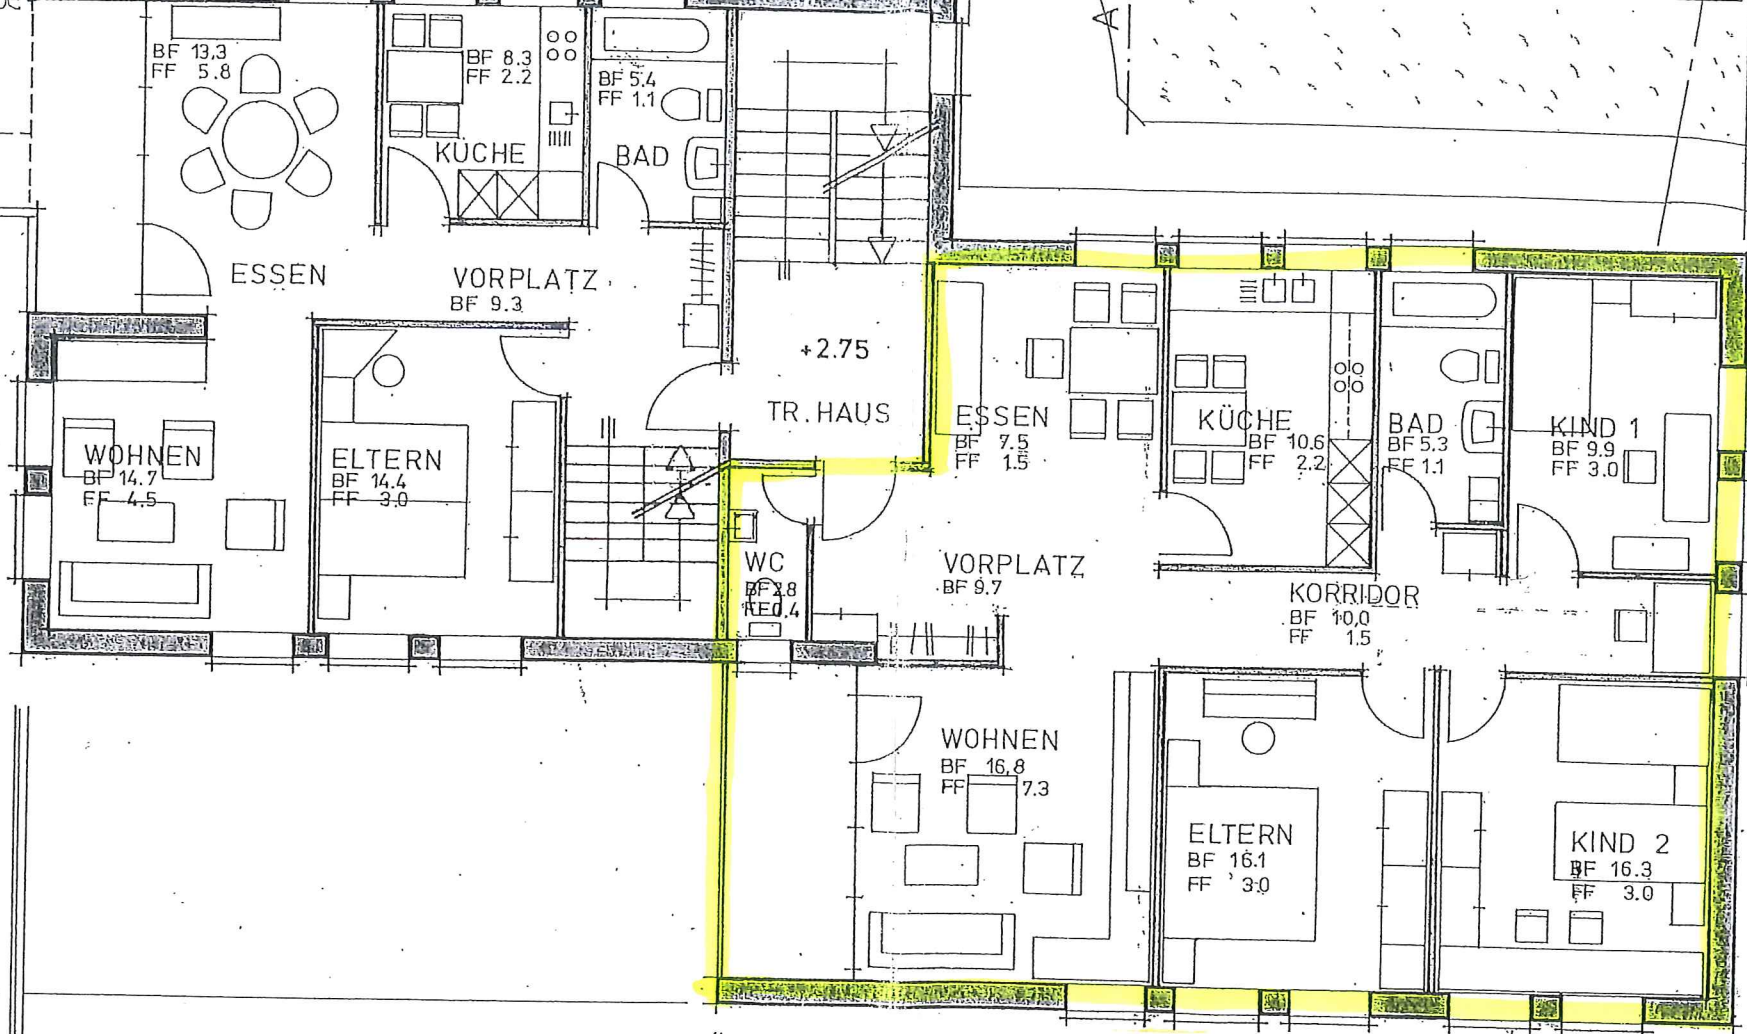 A
BF 13,3
FF 5.8
BF 8.3
FF 2.2
BF 5.4
FF 1.1
KÜCHE
BAD
ESSEN
VORPLATZ
BF 9.3
+2.75
TR. HAUS
WOHNEN
BF 14.7
FF 4,5
ELTERN
BF 14.4
FF 3.0
ESSEN
BF 7.5
FF 1.5
KÜCHE
BF 10.6
FF 2.2
BAD
BF 5.3
FF 1.1
KIND 1
BF 9.9
FF 3.0
WC
BF 2.8
FF 0.4
VORPLATZ
BF 9.7
KORRIDOR
BF 10,0
FF 1.5
WOHNEN
BF 16,8
FF 7.3
ELTERN
BF 16.1
FF 3.0
KIND 2
BF 16.3
FF 3.0